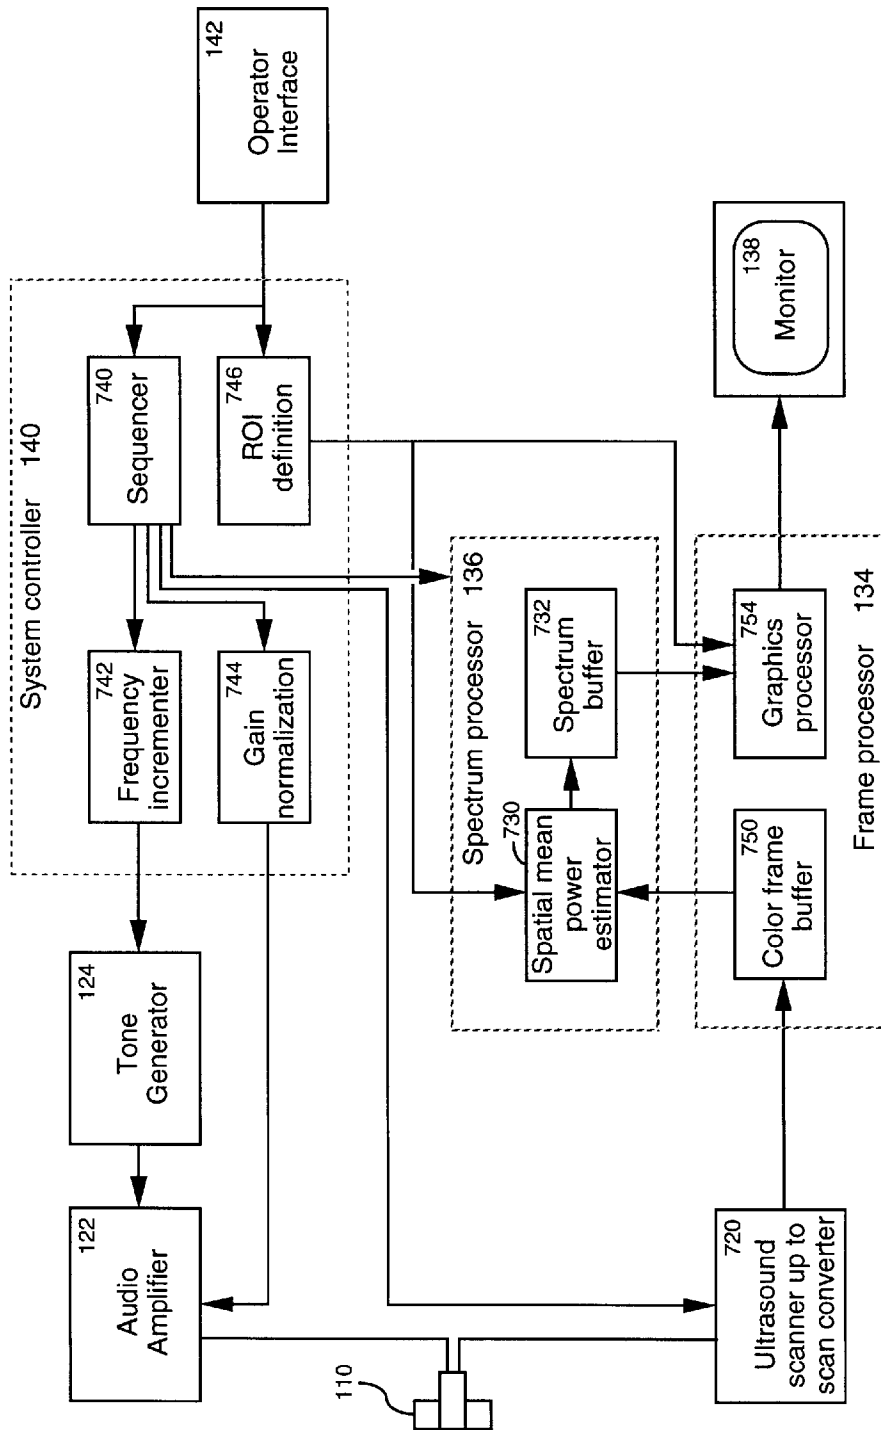 142
Operator
Interface
System controller 140
740
Sequencer
746
ROI
definition
742
Frequency
incrementer
744
Gain
normalization
124
Tone
Generator
122
Audio
Amplifier
110
Spectrum processor 136
732
Spectrum
buffer
730
Spatial mean
power
estimator
138
Monitor
754
Graphics
processor
750
Color frame
buffer
Frame processor 134
720
Ultrasound
scanner up to
scan converter